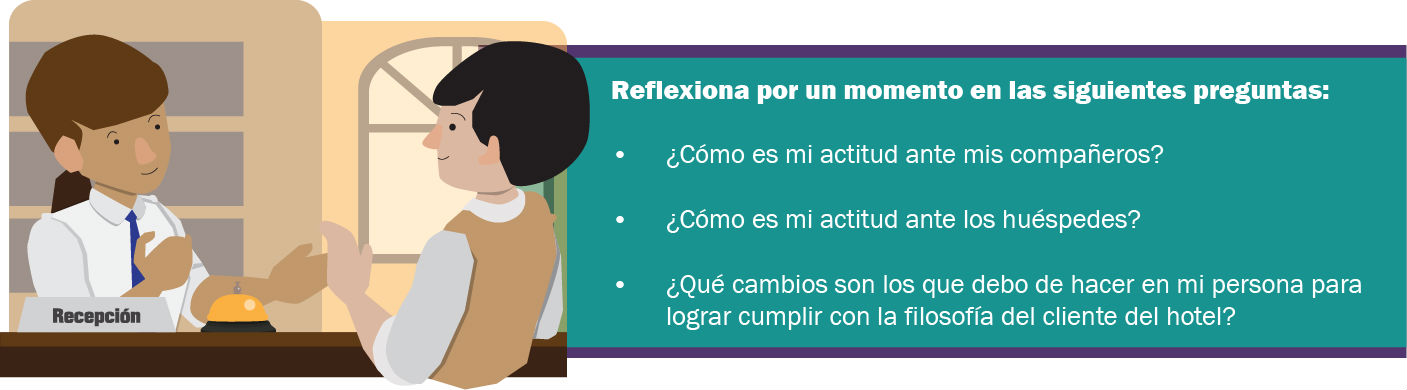 Reflexiona por un momento en las siguientes preguntas:
• ¿Cómo es mi actitud ante mis compañeros?
• ¿Cómo es mi actitud ante los huéspedes?
• ¿Qué cambios son los que debo de hacer en mi persona para
lograr cumplir con la filosofía del cliente del hotel?
Recepción